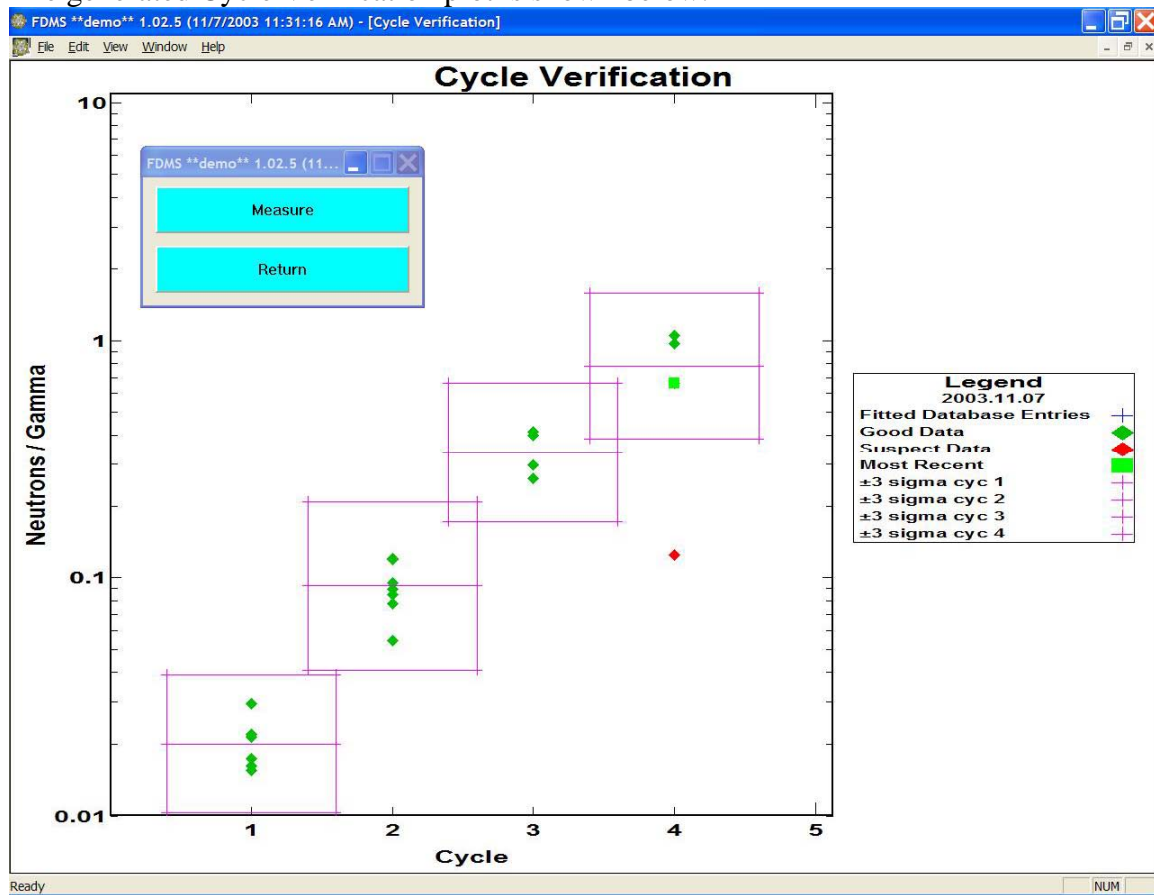 FDMS **demo** 1.02.5 (11/7/2003 11:31:16 AM) - [Cycle Verification]
File Edit View Window Help
Cycle Verification
10
FDMS **demo** 1.02.5 (11...
Measure
Return
1
Neutrons / Gamma
Legend
2003.11.07
Fitted Database Entries
Good Data
Suspect Data
Most Recent
±3 sigma cyc 1
±3 sigma cyc 2
±3 sigma cyc 3
±3 sigma cyc 4
0.1
0.01
1 2 3 4 5
Cycle
Ready NUM